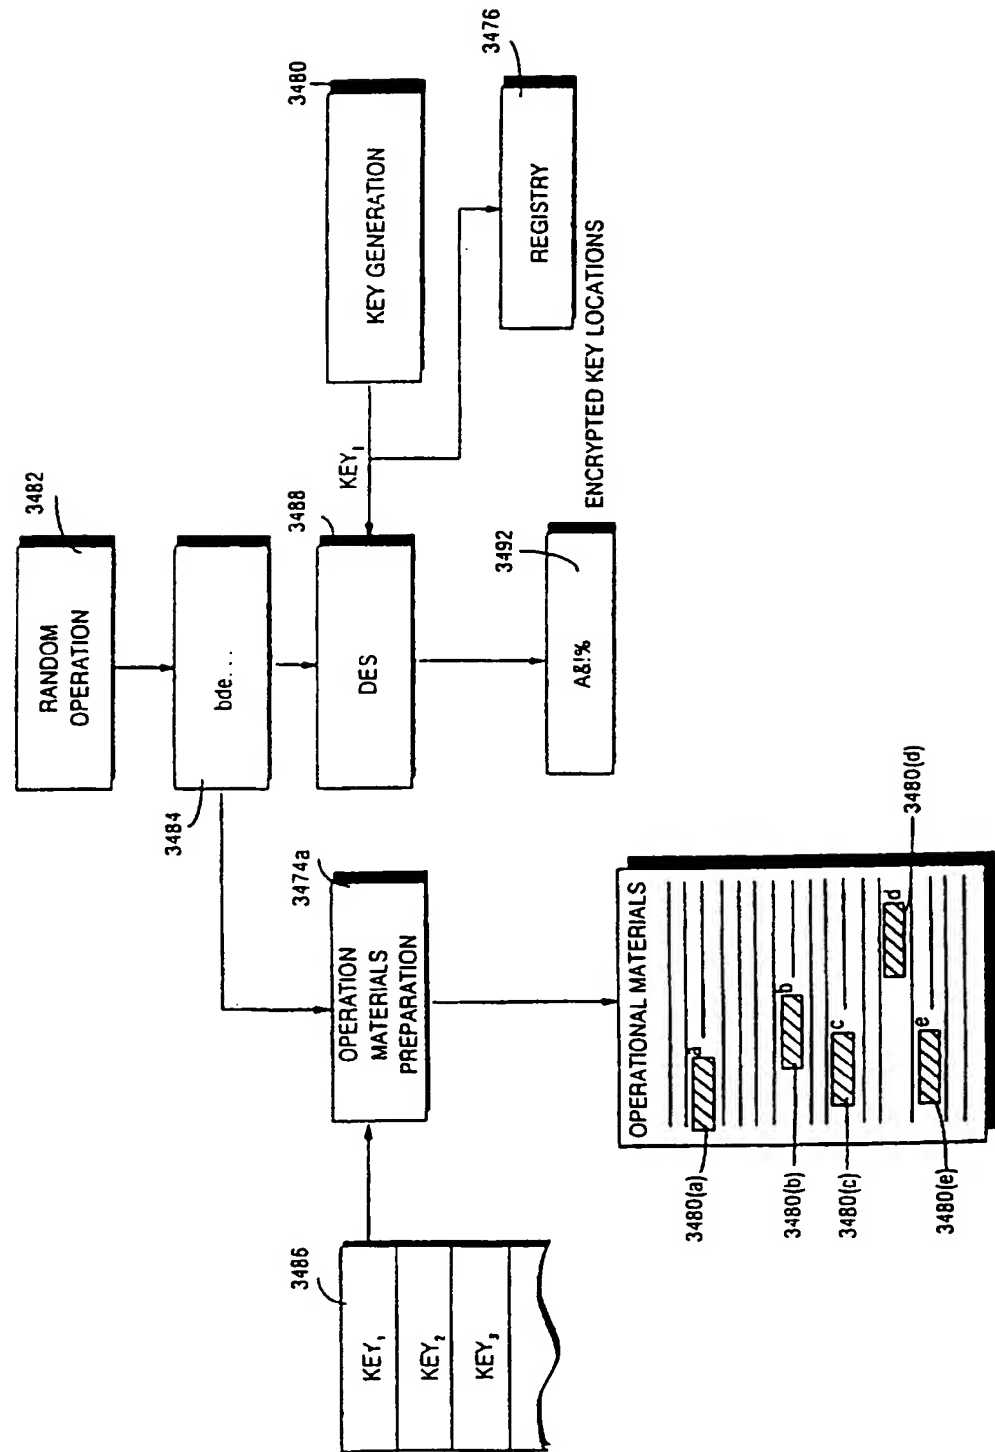 3482
RANDOM
OPERATION
3484
bde...
3474a
OPERATION
MATERIALS
PREPARATION
3488
DES
KEY₁
3480
KEY GENERATION
3476
REGISTRY
3492
A&!%
ENCRYPTED KEY LOCATIONS
3486
KEY₁
KEY₂
KEY₃
OPERATIONAL MATERIALS
a
b
c
d
e
3480(a)
3480(b)
3480(c)
3480(e)
3480(d)